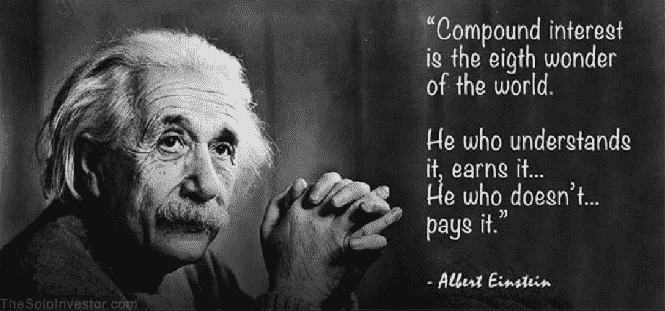 “Compound interest
is the eigth wonder
of the world.
He who understands
it, earns it...
He who doesn’t...
pays it.”
- Albert Einstein
TheSoloInvestor.com